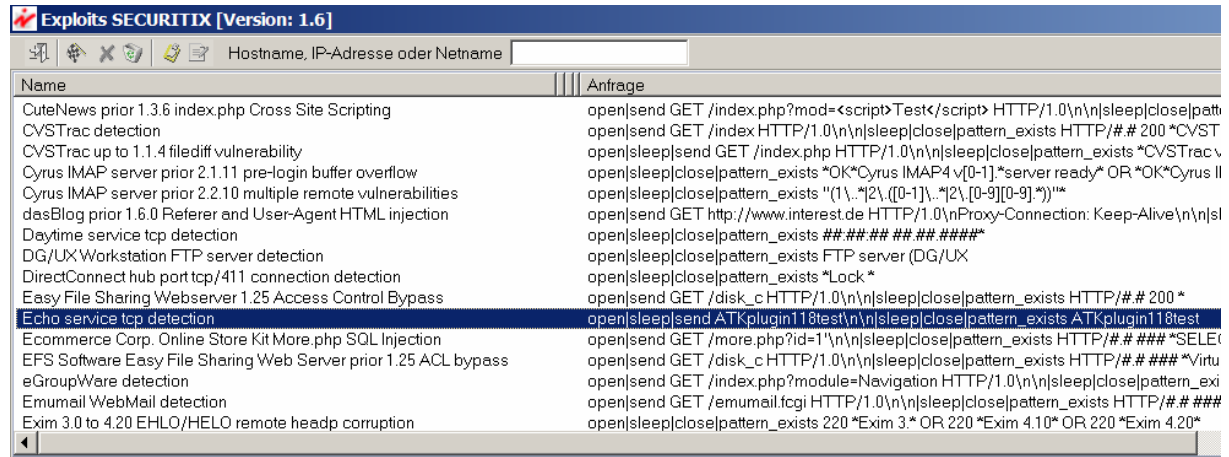 Exploits SECURITIX [Version: 1.6]
Hostname, IP-Adresse oder Netname
Name Anfrage
CuteNews prior 1.3.6 index.php Cross Site Scripting open|send GET /index.php?mod=<script>Test</script> HTTP/1.0\n\n|sleep|close|patt
CVSTrac detection open|send GET /index HTTP/1.0\n\n|sleep|close|pattern_exists HTTP/#.# 200 *CVST
CVSTrac up to 1.1.4 filediff vulnerability open|sleep|send GET /index.php HTTP/1.0\n\n|sleep|close|pattern_exists *CVSTrac v
Cyrus IMAP server prior 2.1.11 pre-login buffer overflow open|sleep|close|pattern_exists *OK*Cyrus IMAP4 v[0-1].*server ready* OR *OK*Cyrus I
Cyrus IMAP server prior 2.2.10 multiple remote vulnerabilities open|sleep|close|pattern_exists "(1\..*|2\.([0-1]\..*|2\.[0-9][0-9].*))"*
dasBlog prior 1.6.0 Referer and User-Agent HTML injection open|send GET http://www.interest.de HTTP/1.0\nProxy-Connection: Keep-Alive\n\n|sl
Daytime service tcp detection open|sleep|close|pattern_exists ##:##:## ##.##.####*
DG/UX Workstation FTP server detection open|sleep|close|pattern_exists FTP server (DG/UX
DirectConnect hub port tcp/411 connection detection open|sleep|close|pattern_exists *Lock *
Easy File Sharing Webserver 1.25 Access Control Bypass open|send GET /disk_c HTTP/1.0\n\n|sleep|close|pattern_exists HTTP/#.# 200 *
Echo service tcp detection open|sleep|send ATKplugin118test\n\n|sleep|close|pattern_exists ATKplugin118test
Ecommerce Corp. Online Store Kit More.php SQL Injection open|send GET /more.php?id=1'\n\n|sleep|close|pattern_exists HTTP/#.# ### *SELEC
EFS Software Easy File Sharing Web Server prior 1.25 ACL bypass open|send GET /disk_c HTTP/1.0\n\n|sleep|close|pattern_exists HTTP/#.# ### *Virtu
eGroupWare detection open|send GET /index.php?module=Navigation HTTP/1.0\n\n|sleep|close|pattern_exi
Emumail WebMail detection open|send GET /emumail.fcgi HTTP/1.0\n\n|sleep|close|pattern_exists HTTP/#.# ###
Exim 3.0 to 4.20 EHLO/HELO remote headp corruption open|sleep|close|pattern_exists 220 *Exim 3.* OR 220 *Exim 4.10* OR 220 *Exim 4.20*